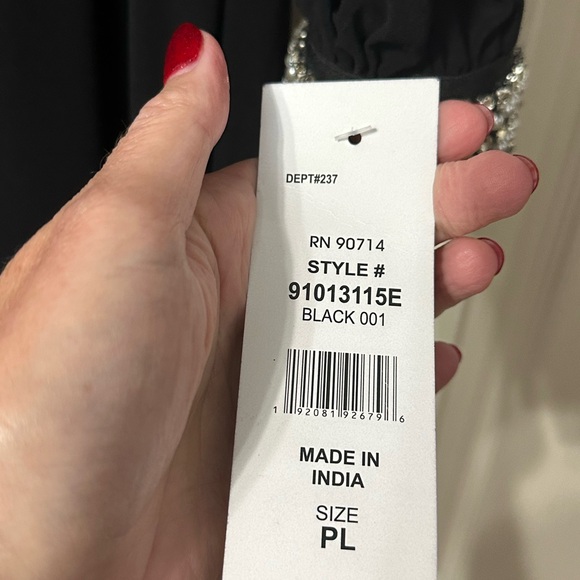 DEPT#237
RN 90714
STYLE #
91013115E
BLACK 001
1 92081 92679 6
MADE IN
INDIA
SIZE
PL